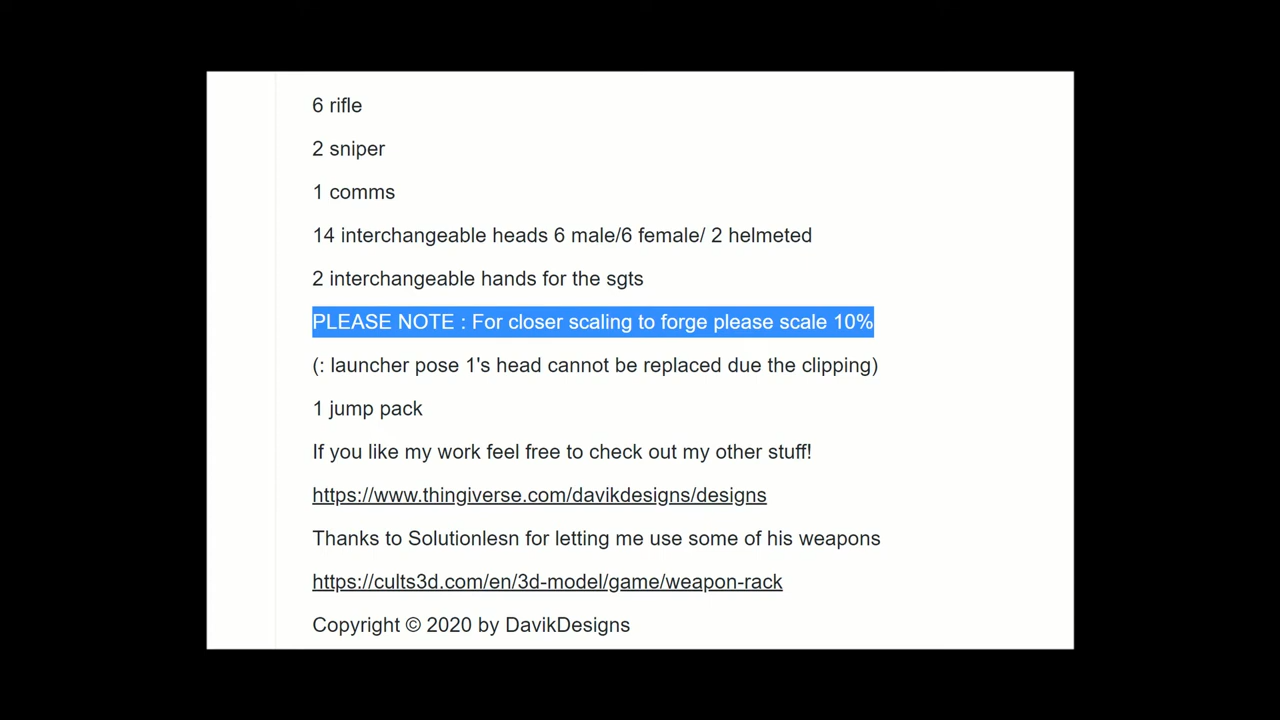 6 rifle
2 sniper
1 comms
14 interchangeable heads 6 male/6 female/ 2 helmeted
2 interchangeable hands for the sgts
PLEASE NOTE : For closer scaling to forge please scale 10%
(: launcher pose 1's head cannot be replaced due the clipping)
1 jump pack
If you like my work feel free to check out my other stuff!
https://www.thingiverse.com/davikdesigns/designs
Thanks to Solutionlesn for letting me use some of his weapons
https://cults3d.com/en/3d-model/game/weapon-rack
Copyright © 2020 by DavikDesigns